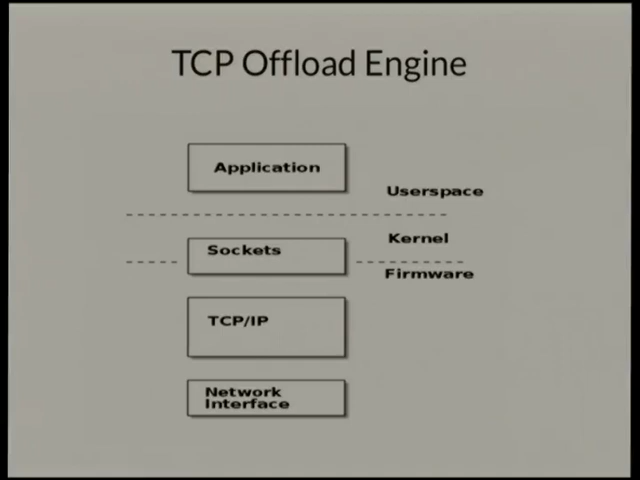 TCP Offload Engine
Application
Userspace
Kernel
Sockets
Firmware
TCP/IP
Network
Interface